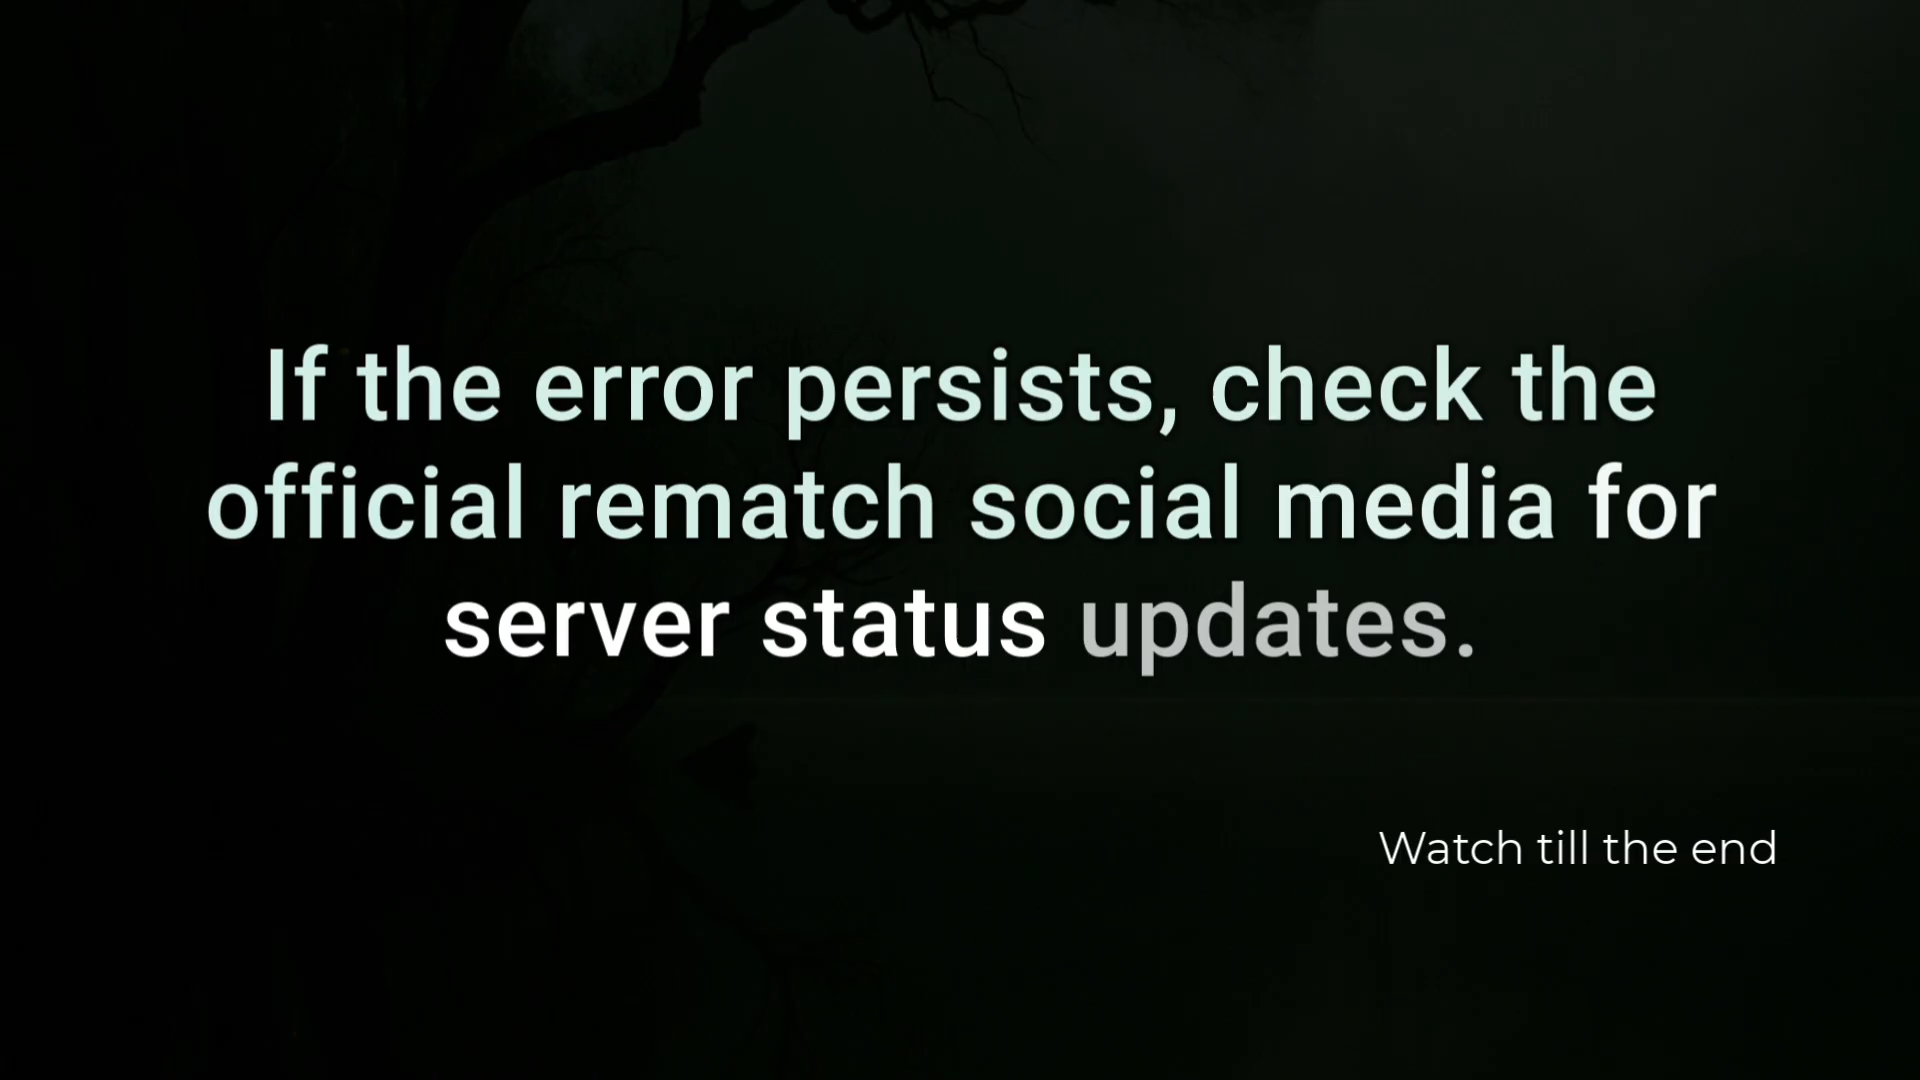 If the error persists, check the
official rematch social media for
server status updates.
Watch till the end